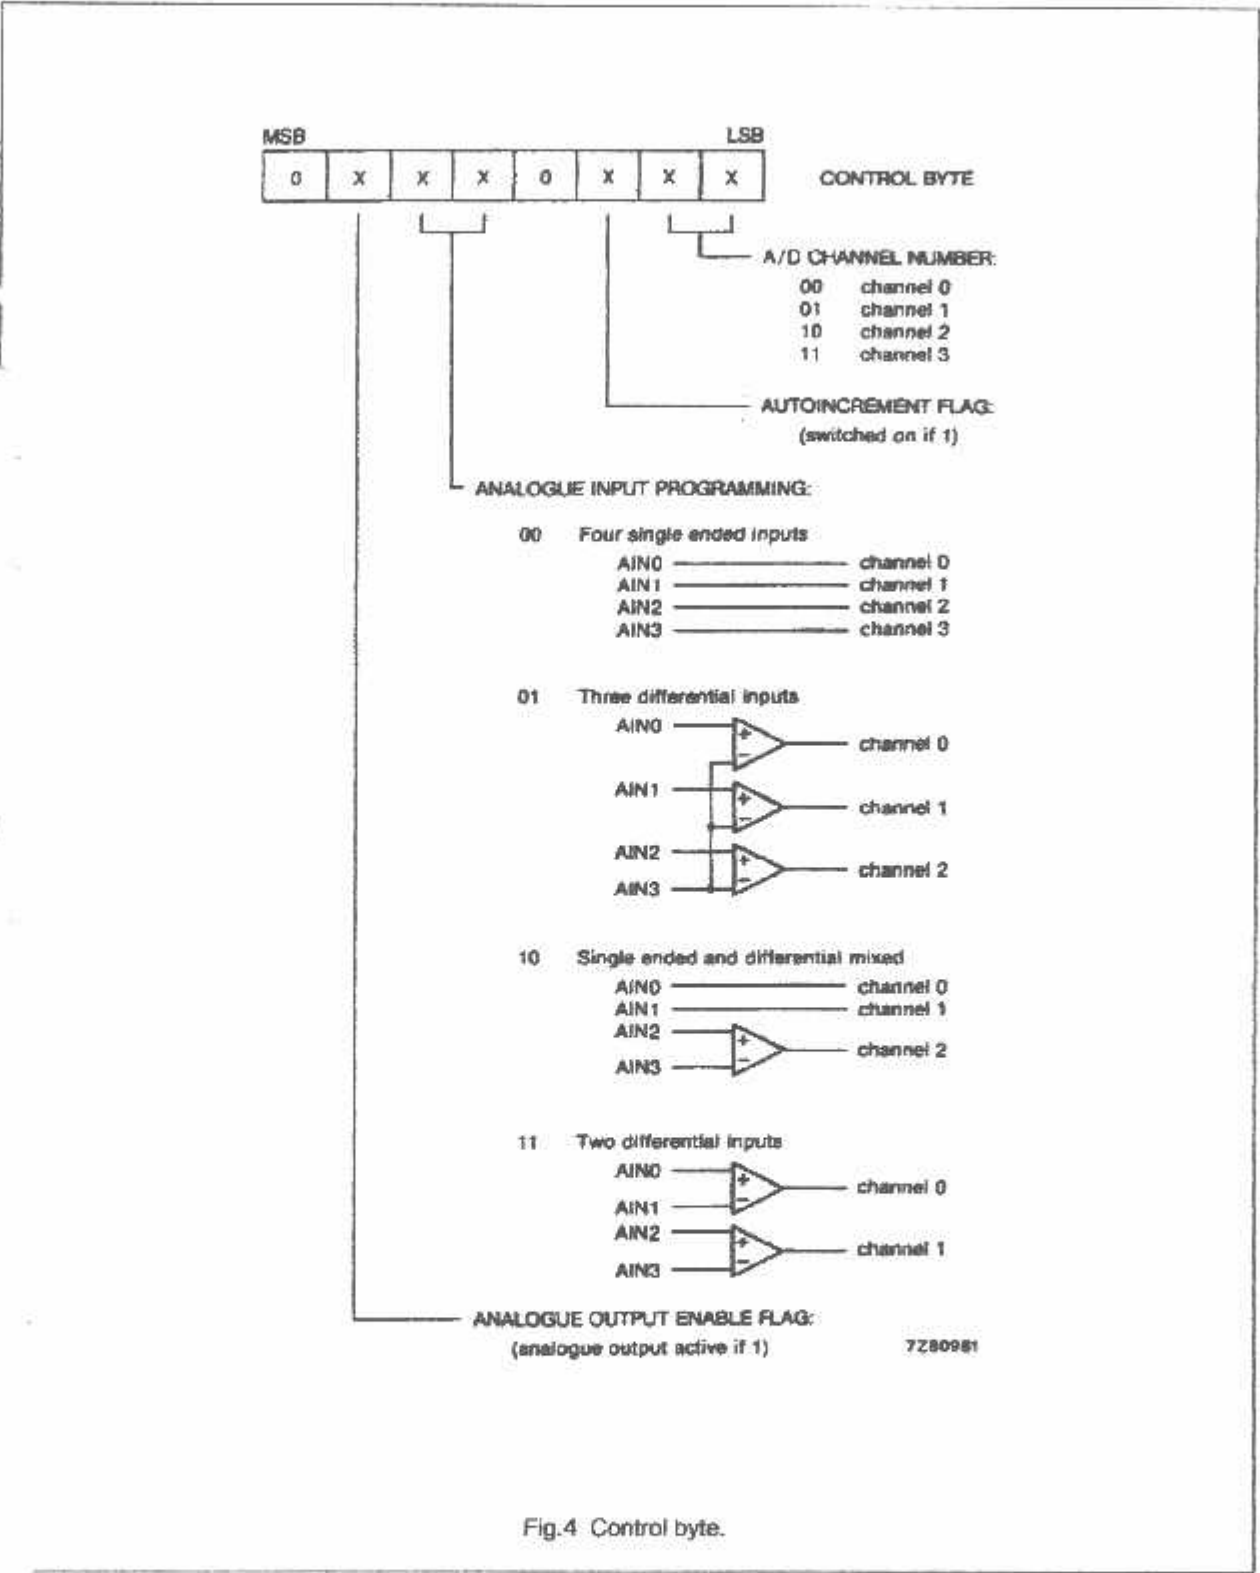 MSB LSB
0 X X X 0 X X X CONTROL BYTE
A/D CHANNEL NUMBER:
00 channel 0
01 channel 1
10 channel 2
11 channel 3
AUTOINCREMENT FLAG:
(switched on if 1)
ANALOGUE INPUT PROGRAMMING:
00 Four single ended inputs
AIN0 channel 0
AIN1 channel 1
AIN2 channel 2
AIN3 channel 3
01 Three differential inputs
AIN0 + − channel 0
AIN1 + − channel 1
AIN2 + − channel 2
AIN3
10 Single ended and differential mixed
AIN0 channel 0
AIN1 channel 1
AIN2 + − channel 2
AIN3
11 Two differential inputs
AIN0 + − channel 0
AIN1
AIN2 + − channel 1
AIN3
ANALOGUE OUTPUT ENABLE FLAG:
(analogue output active if 1) 7Z80981
Fig.4 Control byte.